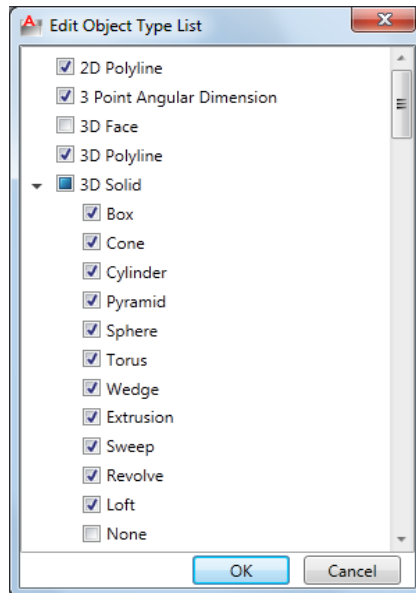 Edit Object Type List
2D Polyline
3 Point Angular Dimension
3D Face
3D Polyline
3D Solid
Box
Cone
Cylinder
Pyramid
Sphere
Torus
Wedge
Extrusion
Sweep
Revolve
Loft
None
OK Cancel